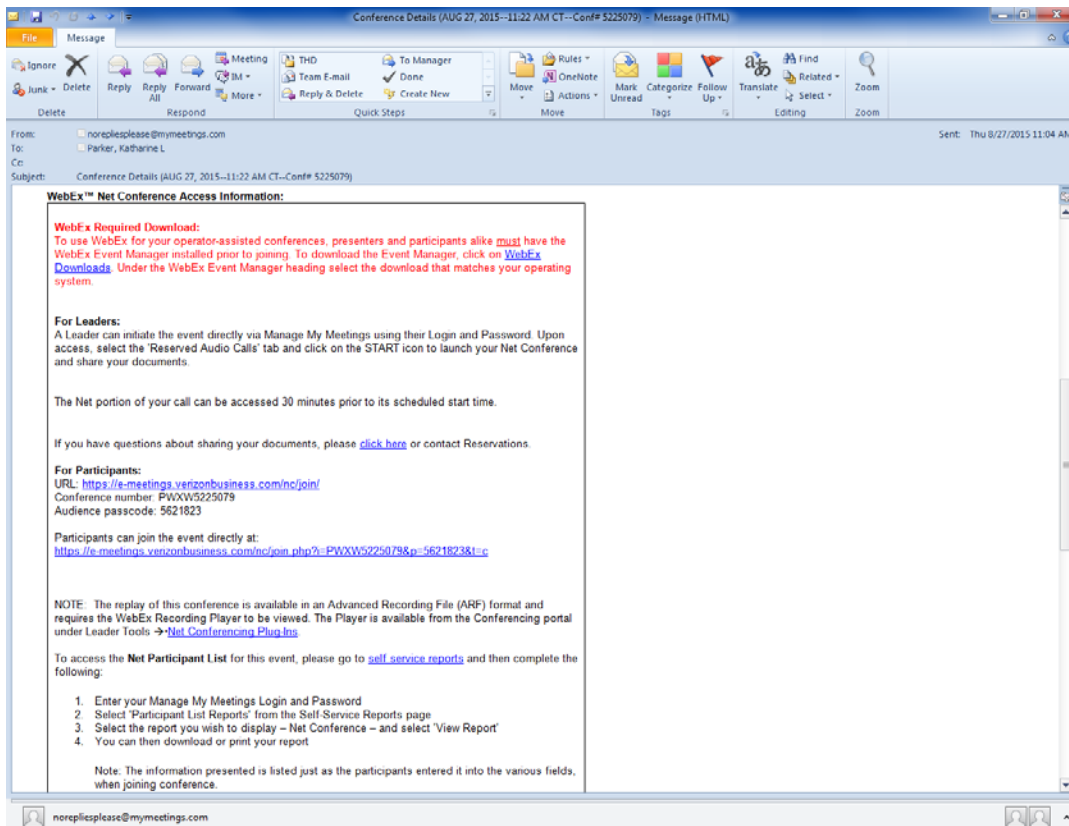 Conference Details (AUG 27, 2015--11:22 AM CT--Conf# 5225079) - Message (HTML)
File Message
Ignore
Junk
Delete
Reply
Reply All
Forward
Meeting
IM
More
THD
Team E-mail
Reply & Delete
To Manager
Done
Create New
Move
Rules
OneNote
Actions
Mark Unread
Categorize
Follow Up
Translate
Find
Related
Select
Zoom
Delete Respond Quick Steps Move Tags Editing Zoom
From: norepliesplease@mymeetings.com Sent: Thu 8/27/2015 11:04 AM
To: Parker, Katharine L
Cc:
Subject: Conference Details (AUG 27, 2015--11:22 AM CT--Conf# 5225079)
WebEx™ Net Conference Access Information:
WebEx Required Download:
To use WebEx for your operator-assisted conferences, presenters and participants alike must have the
WebEx Event Manager installed prior to joining. To download the Event Manager, click on WebEx
Downloads. Under the WebEx Event Manager heading select the download that matches your operating
system.
For Leaders:
A Leader can initiate the event directly via Manage My Meetings using their Login and Password. Upon
access, select the 'Reserved Audio Calls' tab and click on the START icon to launch your Net Conference
and share your documents.
The Net portion of your call can be accessed 30 minutes prior to its scheduled start time.
If you have questions about sharing your documents, please click here or contact Reservations.
For Participants:
URL: https://e-meetings.verizonbusiness.com/nc/join/
Conference number: PWXW5225079
Audience passcode: 5621823
Participants can join the event directly at:
https://e-meetings.verizonbusiness.com/nc/join.php?i=PWXW5225079&p=5621823&t=c
NOTE: The replay of this conference is available in an Advanced Recording File (ARF) format and
requires the WebEx Recording Player to be viewed. The Player is available from the Conferencing portal
under Leader Tools →·Net Conferencing Plug-Ins.
To access the Net Participant List for this event, please go to self service reports and then complete the
following:
1. Enter your Manage My Meetings Login and Password
2. Select 'Participant List Reports' from the Self-Service Reports page
3. Select the report you wish to display – Net Conference – and select 'View Report'
4. You can then download or print your report
Note: The information presented is listed just as the participants entered it into the various fields,
when joining conference.
norepliesplease@mymeetings.com